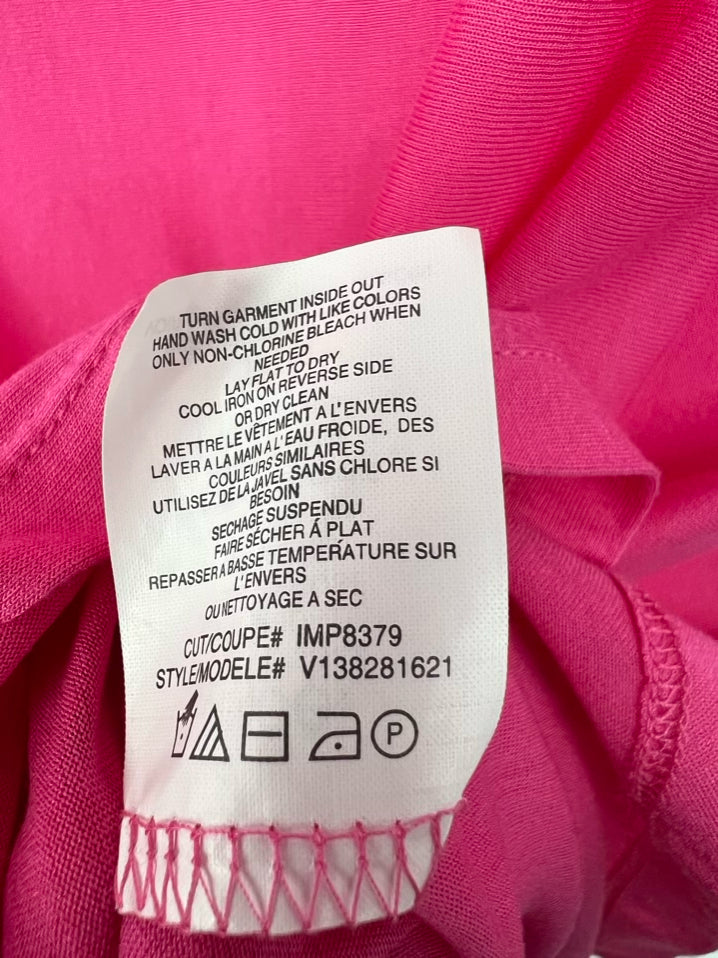 TURN GARMENT INSIDE OUT
HAND WASH COLD WITH LIKE COLORS
ONLY NON-CHLORINE BLEACH WHEN
NEEDED
LAY FLAT TO DRY
COOL IRON ON REVERSE SIDE
OR DRY CLEAN
METTRE LE VÊTEMENT A L'ENVERS
LAVER A LA MAIN A L'EAU FROIDE, DES
COULEURS SIMILAIRES
UTILISEZ DE LA JAVEL SANS CHLORE SI
BESOIN
SECHAGE SUSPENDU
FAIRE SÉCHER Á PLAT
REPASSER A BASSE TEMPERATURE SUR
L'ENVERS
OU NETTOYAGE A SEC
CUT/COUPE# IMP8379
STYLE/MODELE# V138281621
P